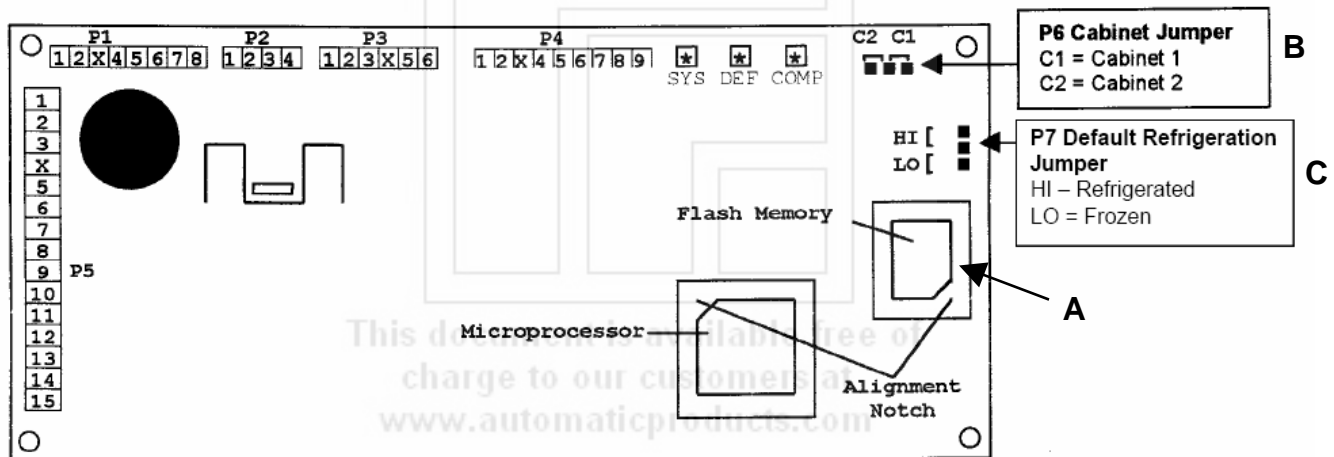 P1 P2 P3 P4 C2 C1
1 2 X 4 5 6 7 8 1 2 3 4 1 2 3 X 5 6 1 2 X 4 5 6 7 8 9
* * *
SYS DEF COMP
P6 Cabinet Jumper
C1 = Cabinet 1
C2 = Cabinet 2
B
HI [
LO [
P7 Default Refrigeration
Jumper
HI – Refrigerated
LO = Frozen
C
1
2
3
X
5
6
7
8
9
10
11
12
13
14
15
P5
Flash Memory
A
Microprocessor
Alignment
Notch
This document is available free of
charge to our customers at
www.automaticproducts.com